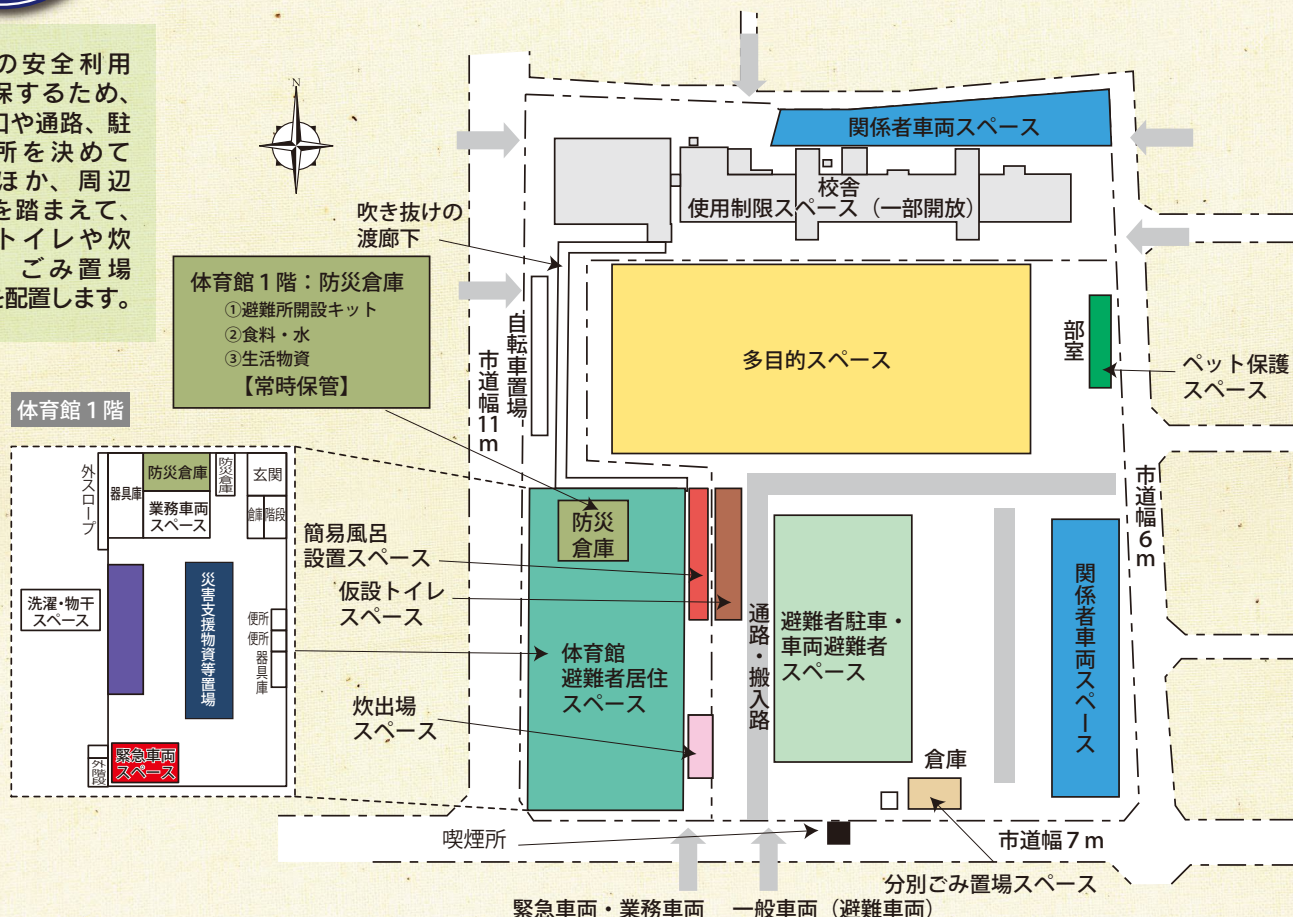 の安全利用
保するため、
口や通路、駐
所を決めて
ほか、周辺
を踏まえて、
トイレや炊
、ごみ置場
を配置します。
N
関係者車両スペース
校舎
使用制限スペース（一部開放）
吹き抜けの
渡廊下
体育館１階：防災倉庫
①避難所開設キット
②食料・水
③生活物資
【常時保管】
自転車置場
市道幅11m
多目的スペース
部室
ペット保護
スペース
体育館１階
外スロープ
器具庫
防災倉庫
業務車両
スペース
防災倉庫
玄関
倉庫
階段
洗濯・物干
スペース
災害支援物資等置場
便所
便所
器具庫
外階段
緊急車両
スペース
簡易風呂
設置スペース
仮設トイレ
スペース
炊出場
スペース
防災
倉庫
体育館
避難者居住
スペース
通路・搬入路
避難者駐車・
車両避難者
スペース
関係者車両スペース
市道幅６m
倉庫
喫煙所
市道幅７m
分別ごみ置場スペース
緊急車両・業務車両
一般車両（避難車両）